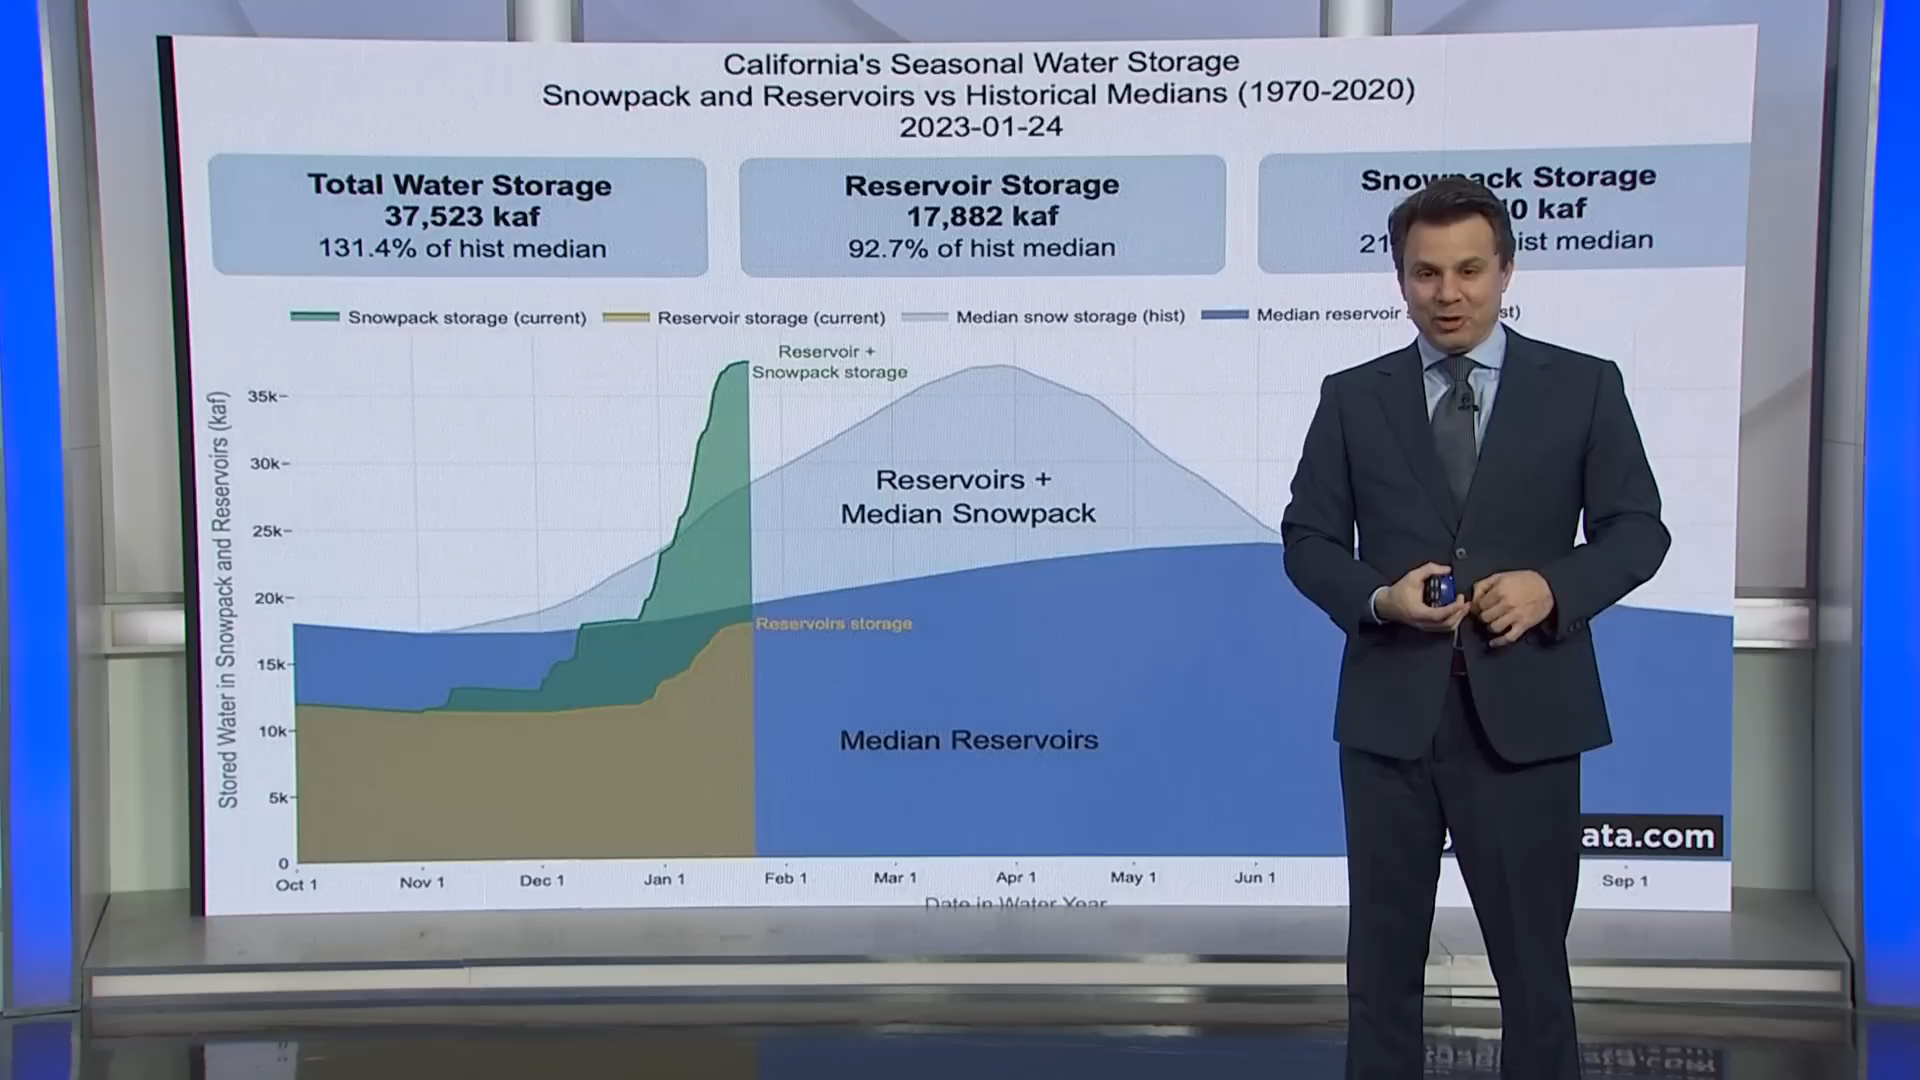 California's Seasonal Water Storage
Snowpack and Reservoirs vs Historical Medians (1970-2020)
2023-01-24
Total Water Storage
37,523 kaf
131.4% of hist median
Reservoir Storage
17,882 kaf
92.7% of hist median
Storage
kaf
median
Snowpack storage (current)
Reservoir storage (current)
Median snow storage (hist)
Median reservoir
Reservoir +
Snowpack storage
Stored Water in Snowpack and Reservoirs (kaf)
35k
30k
25k
20k
15k
10k
5k
0
Reservoirs +
Median Snowpack
Reservoirs storage
Median Reservoirs
ata.com
Oct 1
Nov 1
Dec 1
Jan 1
Feb 1
Mar 1
Apr 1
May 1
Jun 1
Sep 1
Date in Water Year